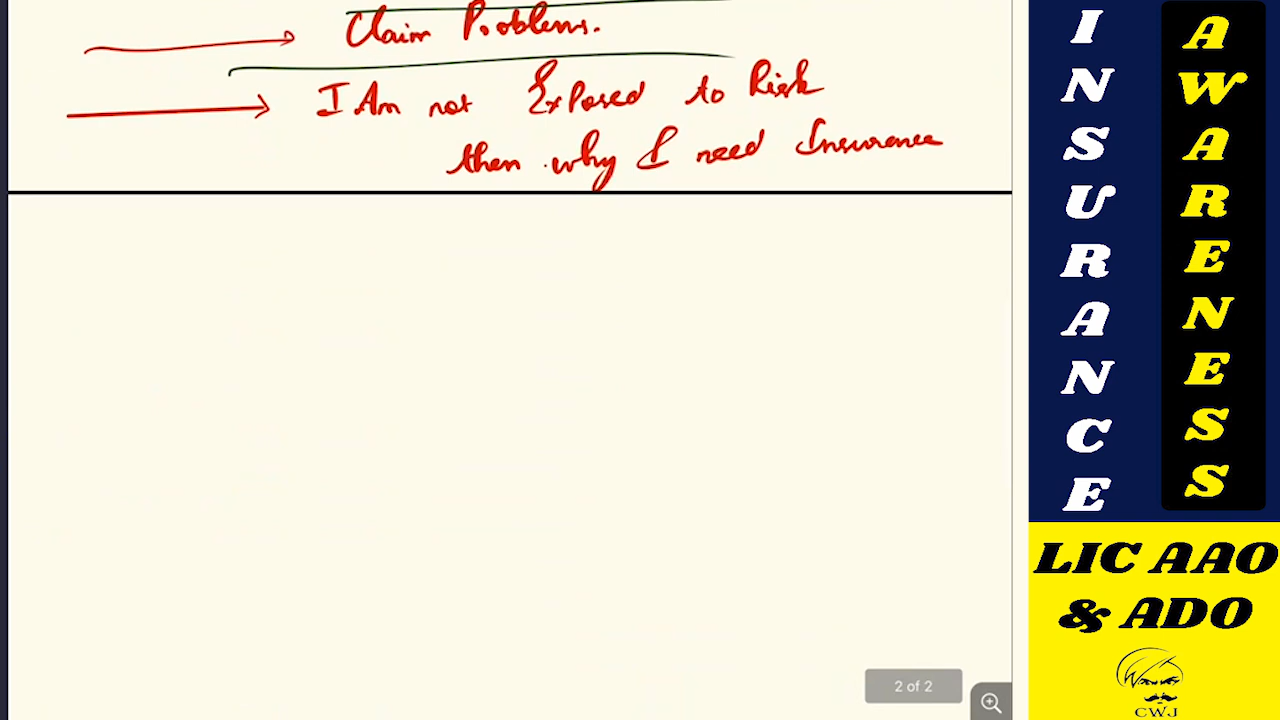 Claim Problems.
I Am not Exposed to Risk
then why I need Insurance
INSURANCE
AWARENESS
LIC AAO
& ADO
CWJ
2 of 2